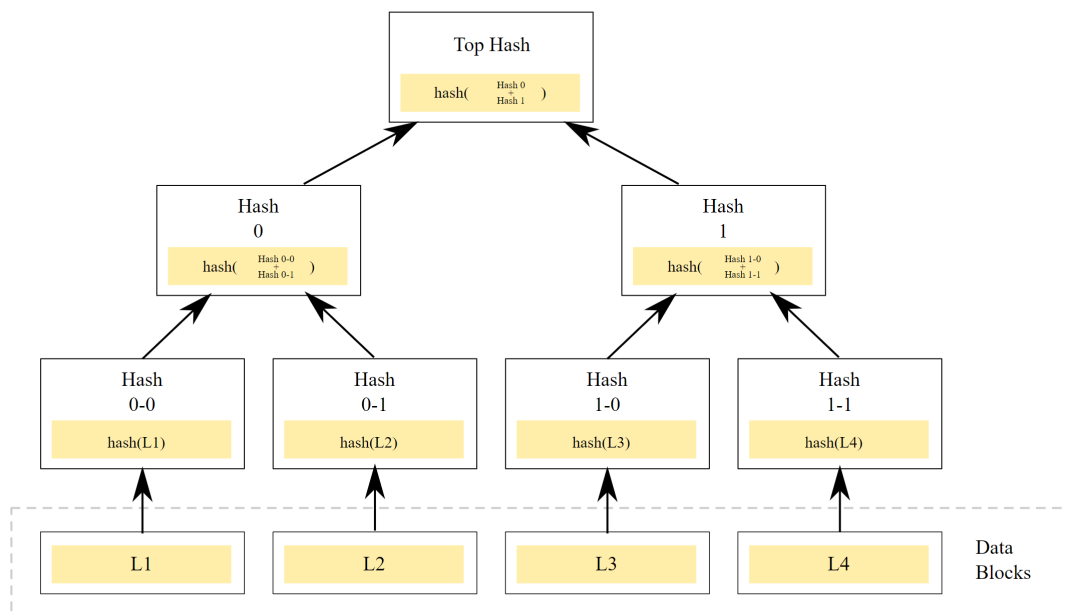 Top Hash
hash( Hash 0 + Hash 1 )
Hash
0
hash( Hash 0-0 + Hash 0-1 )
Hash
1
hash( Hash 1-0 + Hash 1-1 )
Hash
0-0
hash(L1)
Hash
0-1
hash(L2)
Hash
1-0
hash(L3)
Hash
1-1
hash(L4)
L1
L2
L3
L4
Data
Blocks